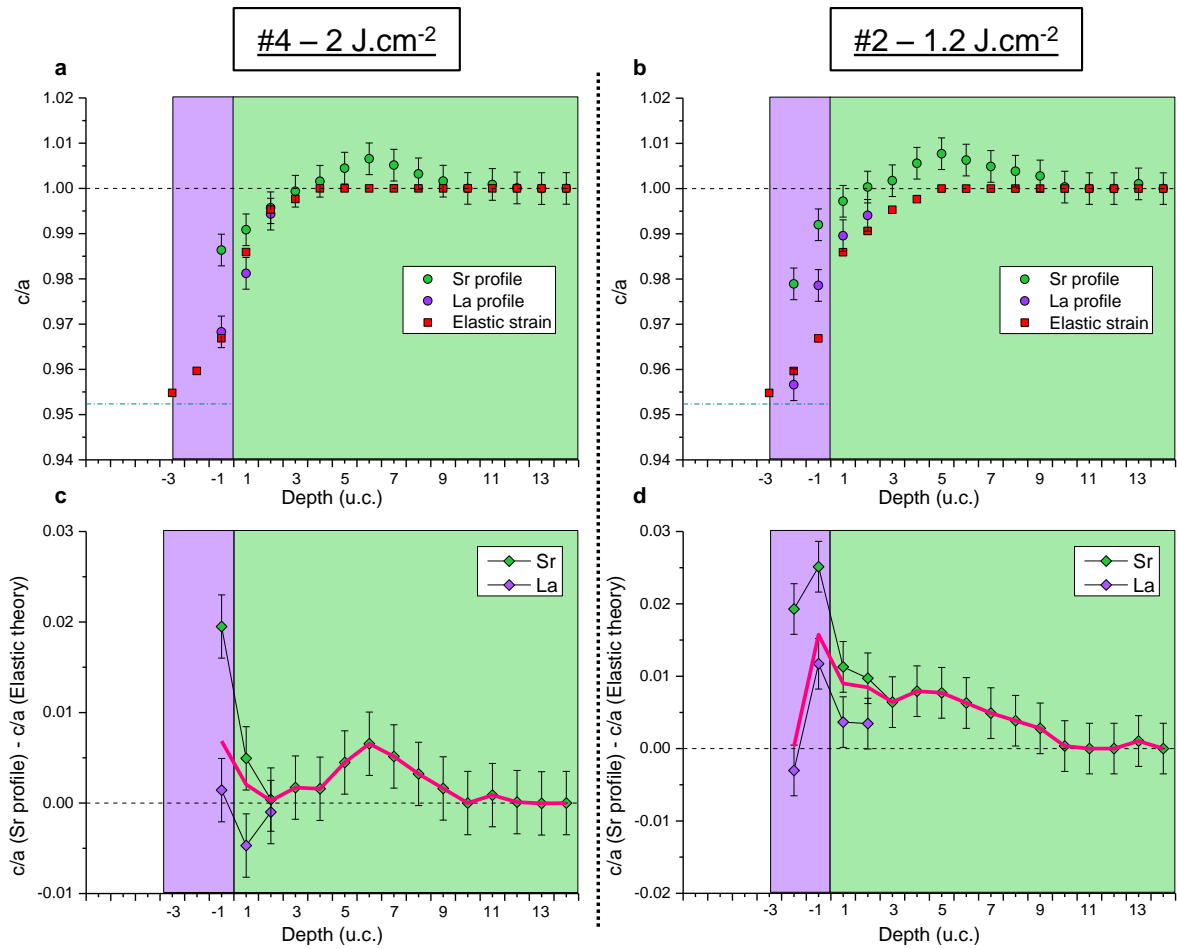 #4 – 2 J.cm-2
#2 – 1.2 J.cm-2
a
1.02
1.01
1.00
0.99
0.98
0.97
0.96
0.95
0.94
c/a
Sr profile
La profile
Elastic strain
-3 -1 1 3 5 7 9 11 13
Depth (u.c.)
b
1.02
1.01
1.00
0.99
0.98
0.97
0.96
0.95
0.94
c/a
Sr profile
La profile
Elastic strain
-3 -1 1 3 5 7 9 11 13
Depth (u.c.)
c
0.03
0.02
0.01
0.00
-0.01
c/a (Sr profile) - c/a (Elastic theory)
Sr
La
-3 -1 1 3 5 7 9 11 13
Depth (u.c.)
d
0.03
0.02
0.01
0.00
-0.01
-0.02
c/a (Sr profile) - c/a (Elastic theory)
Sr
La
-3 -1 1 3 5 7 9 11 13
Depth (u.c.)